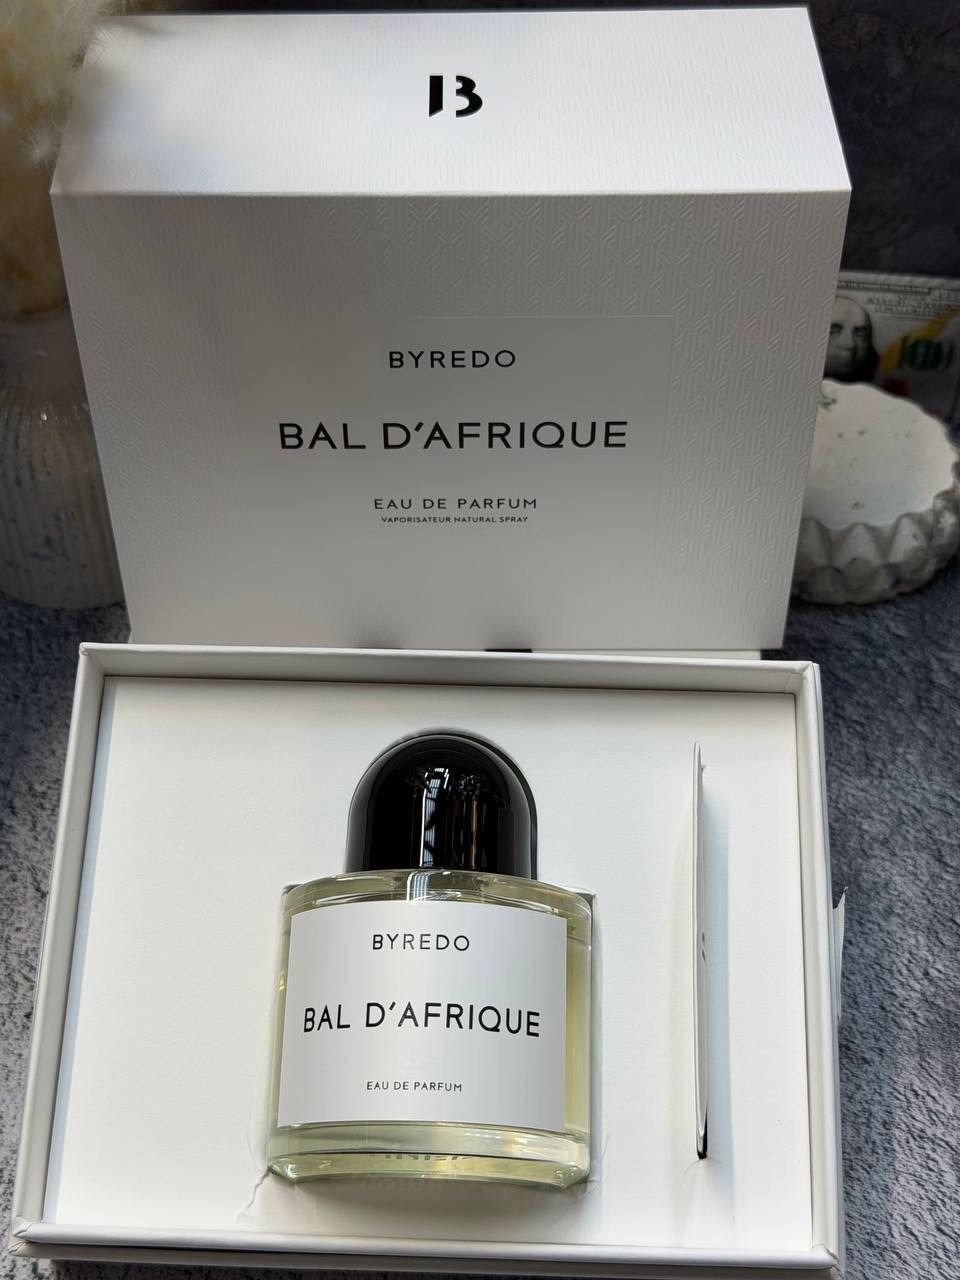 B
BYREDO
BAL D'AFRIQUE
EAU DE PARFUM
VAPORISATEUR NATURAL SPRAY
BYREDO
BAL D'AFRIQUE
EAU DE PARFUM